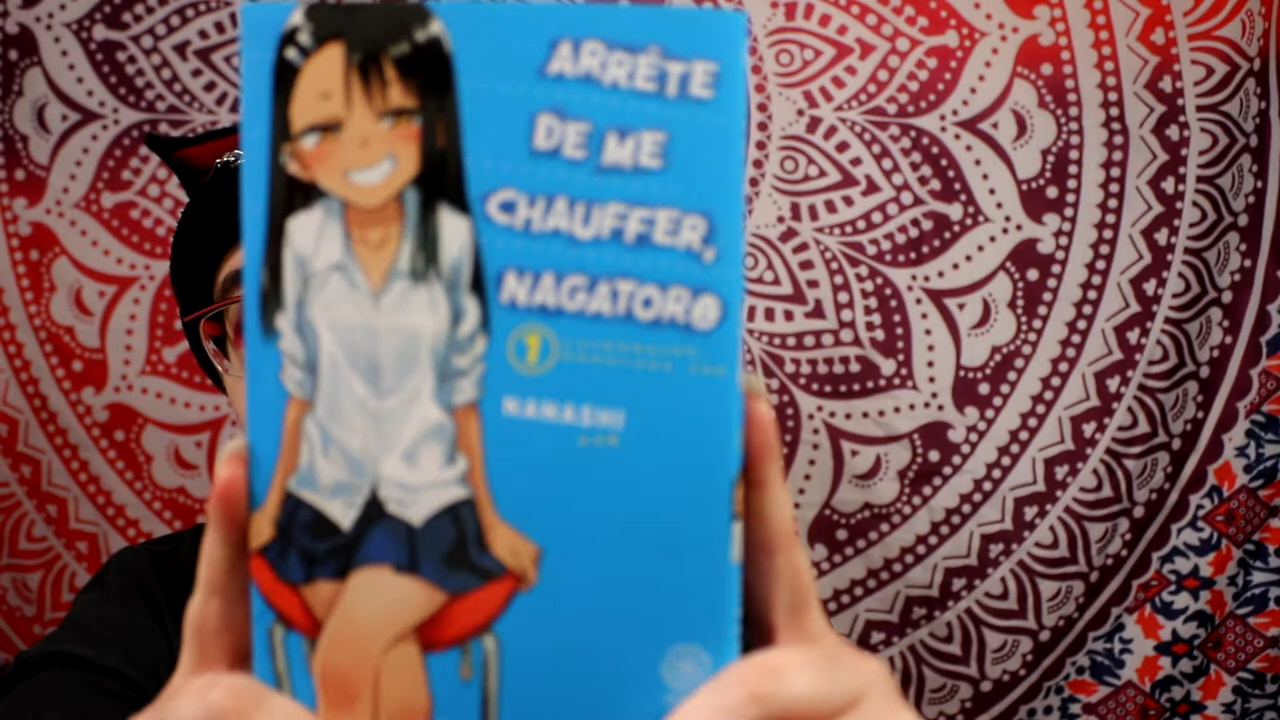 ARRÊTE
DE ME
CHAUFFER,
NAGATORO
1
NANASHI